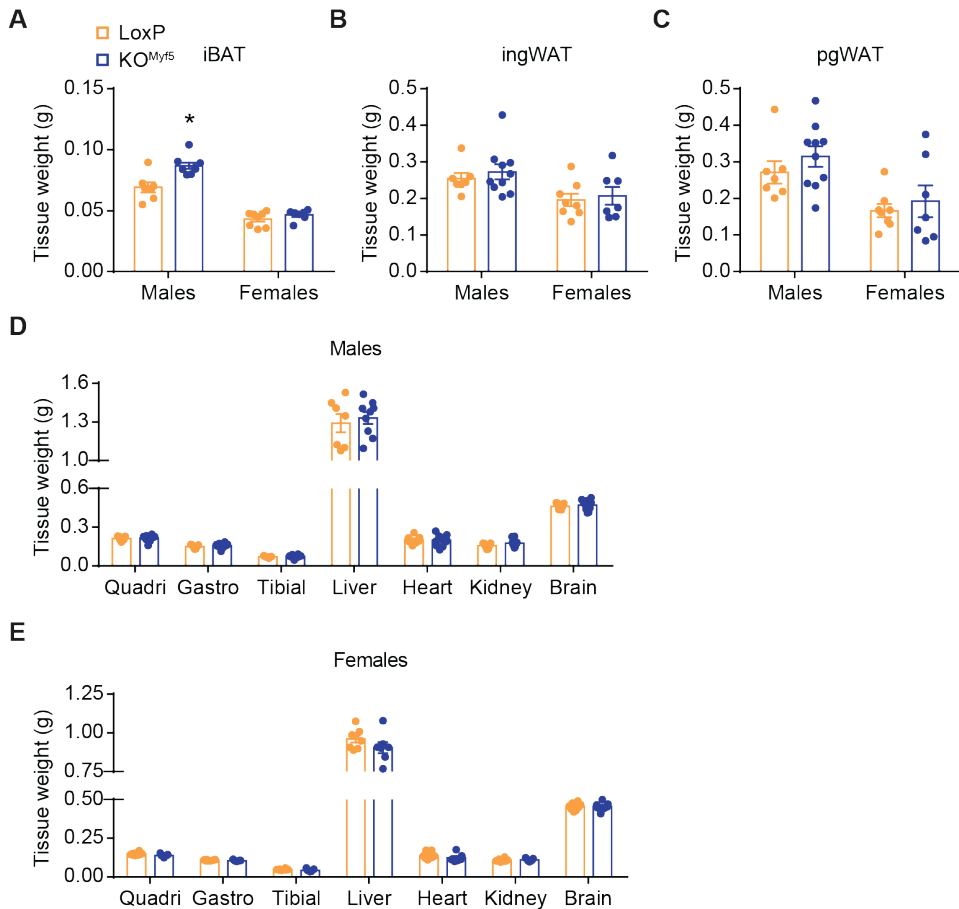 A
B
C
LoxP
KO^Myf5
iBAT
ingWAT
pgWAT
Tissue weight (g)
0.15
0.10
0.05
0.00
*
Males Females
Tissue weight (g)
0.5
0.4
0.3
0.2
0.1
0.0
Males Females
Tissue weight (g)
0.5
0.4
0.3
0.2
0.1
0.0
Males Females
D
Males
Tissue weight (g)
1.6
1.3
1.0
0.6
0.3
0.0
Quadri Gastro Tibial Liver Heart Kidney Brain
E
Females
Tissue weight (g)
1.25
1.00
0.75
0.50
0.25
0.00
Quadri Gastro Tibial Liver Heart Kidney Brain